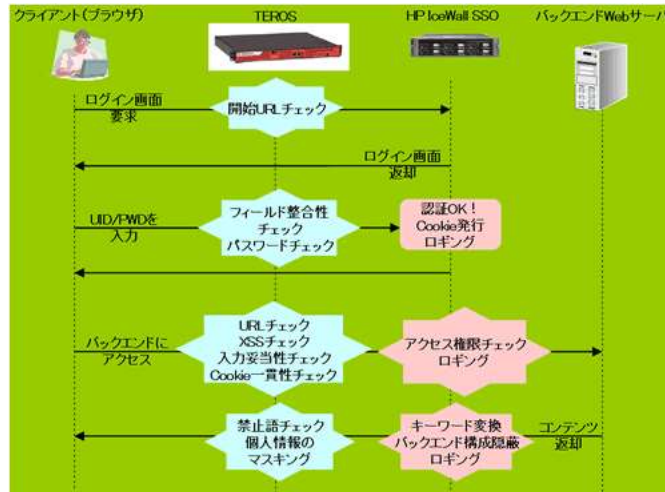 クライアント(ブラウザ)
TEROS
HP IceWall SSO
バックエンドWebサーバ
ログイン画面
要求
開始URLチェック
ログイン画面
返却
UID/PWDを
入力
フィールド整合性
チェック
パスワードチェック
認証OK!
Cookie発行
ロギング
バックエンドに
アクセス
URLチェック
XSSチェック
入力妥当性チェック
Cookie一貫性チェック
アクセス権限チェック
ロギング
禁止語チェック
個人情報の
マスキング
キーワード変換
バックエンド構成隠蔽
ロギング
コンテンツ
返却